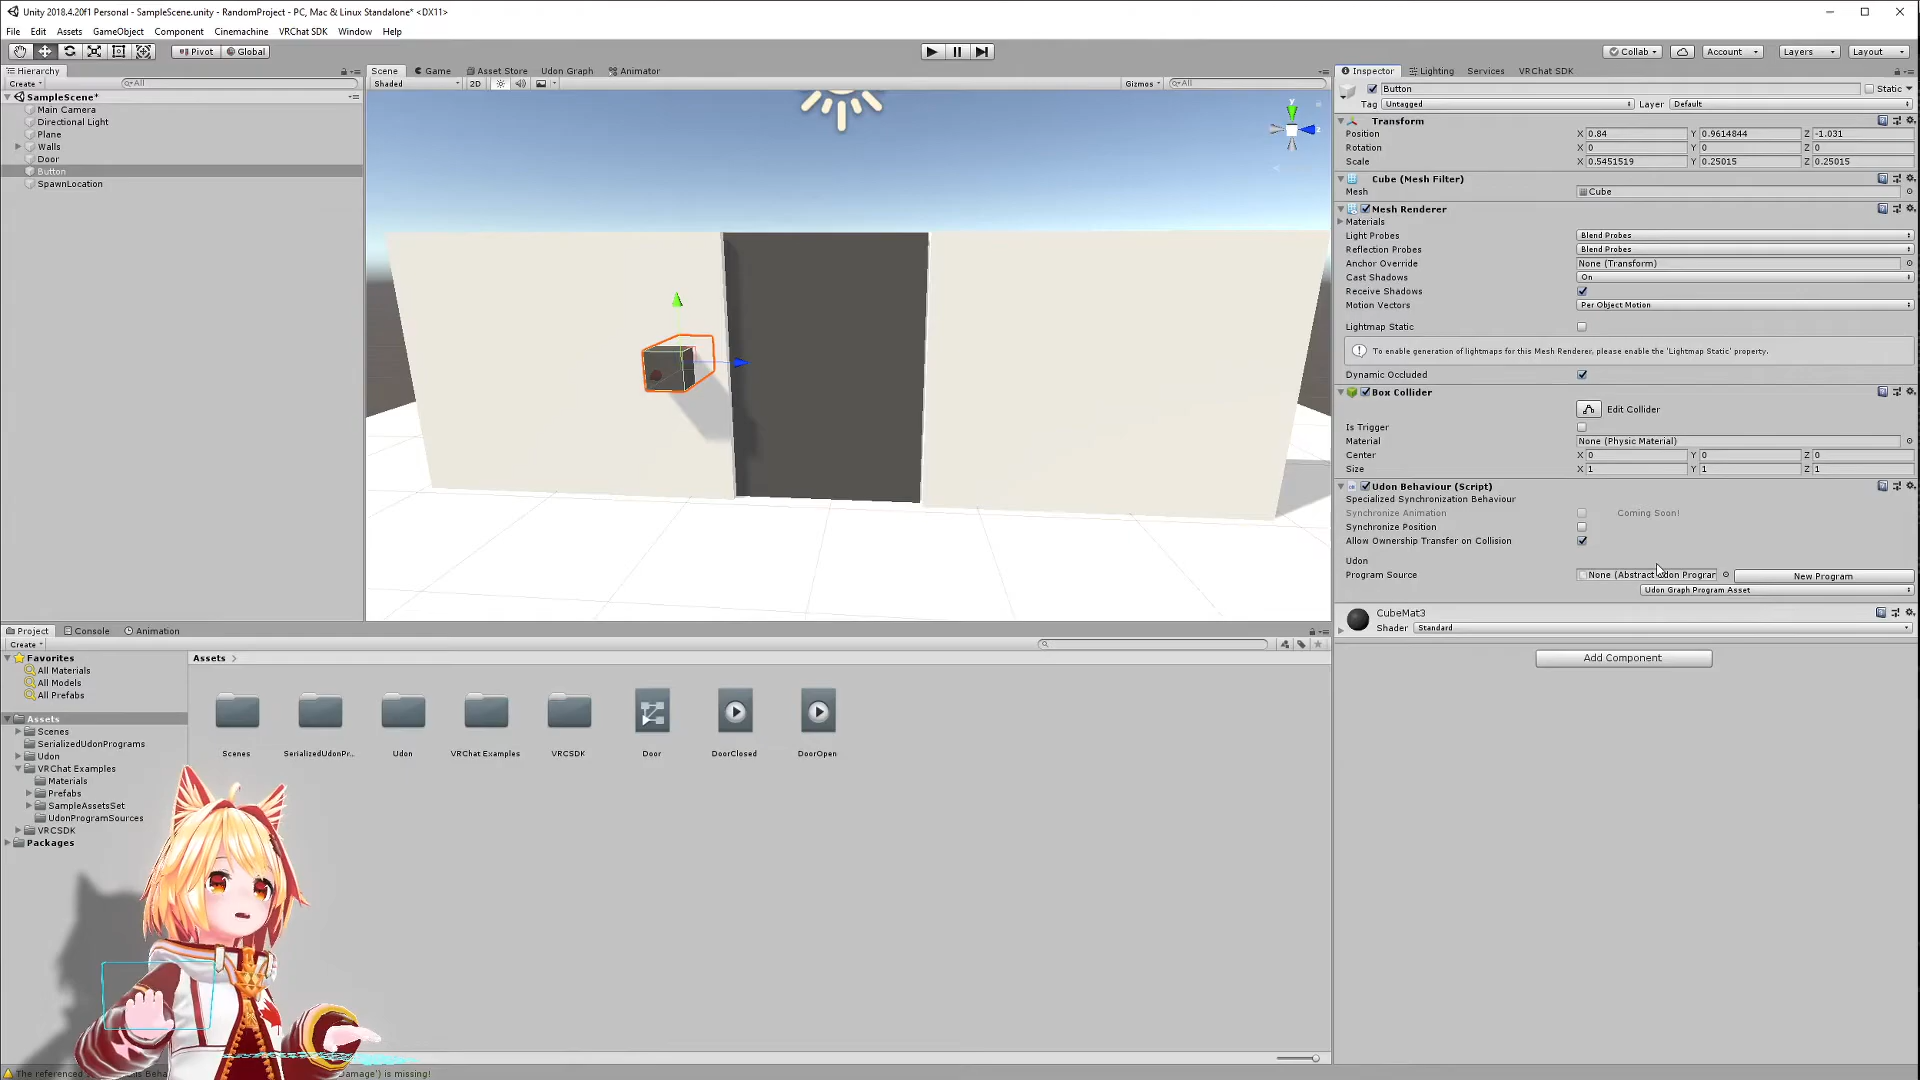 Unity 2018.4.20f1 Personal - SampleScene.unity - RandomProject - PC, Mac & Linux Standalone* <DX11>
File Edit Assets GameObject Component Cinemachine VRChat SDK Window Help
Pivot Global Collab Account Layers Layout
Hierarchy
Create All
SampleScene*
Main Camera
Directional Light
Plane
Walls
Door
Button
SpawnLocation
Scene Game Asset Store Udon Graph Animator
Shaded 2D Gizmos All
Inspector Lighting Services VRChat SDK
Button Static
Tag Untagged Layer Default
Transform
Position X 0.84 Y 0.9614844 Z -1.031
Rotation X 0 Y 0 Z 0
Scale X 0.5451519 Y 0.25015 Z 0.25015
Cube (Mesh Filter)
Mesh Cube
Mesh Renderer
Materials
Light Probes Blend Probes
Reflection Probes Blend Probes
Anchor Override None (Transform)
Cast Shadows On
Receive Shadows
Motion Vectors Per Object Motion
Lightmap Static
To enable generation of lightmaps for this Mesh Renderer, please enable the 'Lightmap Static' property.
Dynamic Occluded
Box Collider
Edit Collider
Is Trigger
Material None (Physic Material)
Center X 0 Y 0 Z 0
Size X 1 Y 1 Z 1
Udon Behaviour (Script)
Specialized Synchronization Behaviour
Synchronize Animation Coming Soon!
Synchronize Position
Allow Ownership Transfer on Collision
Udon
Program Source None (Abstract Udon Prograr New Program
Udon Graph Program Asset
CubeMat3
Shader Standard
Add Component
Project Console Animation
Create
Favorites
All Materials
All Models
All Prefabs
Assets
Scenes
SerializedUdonPrograms
Udon
VRChat Examples
Materials
Prefabs
SampleAssetsSet
UdonProgramSources
VRCSDK
Packages
Assets
Scenes SerializedUdonPr... Udon VRChat Examples VRCSDK Door DoorClosed DoorOpen
The referenced Damage') is missing!